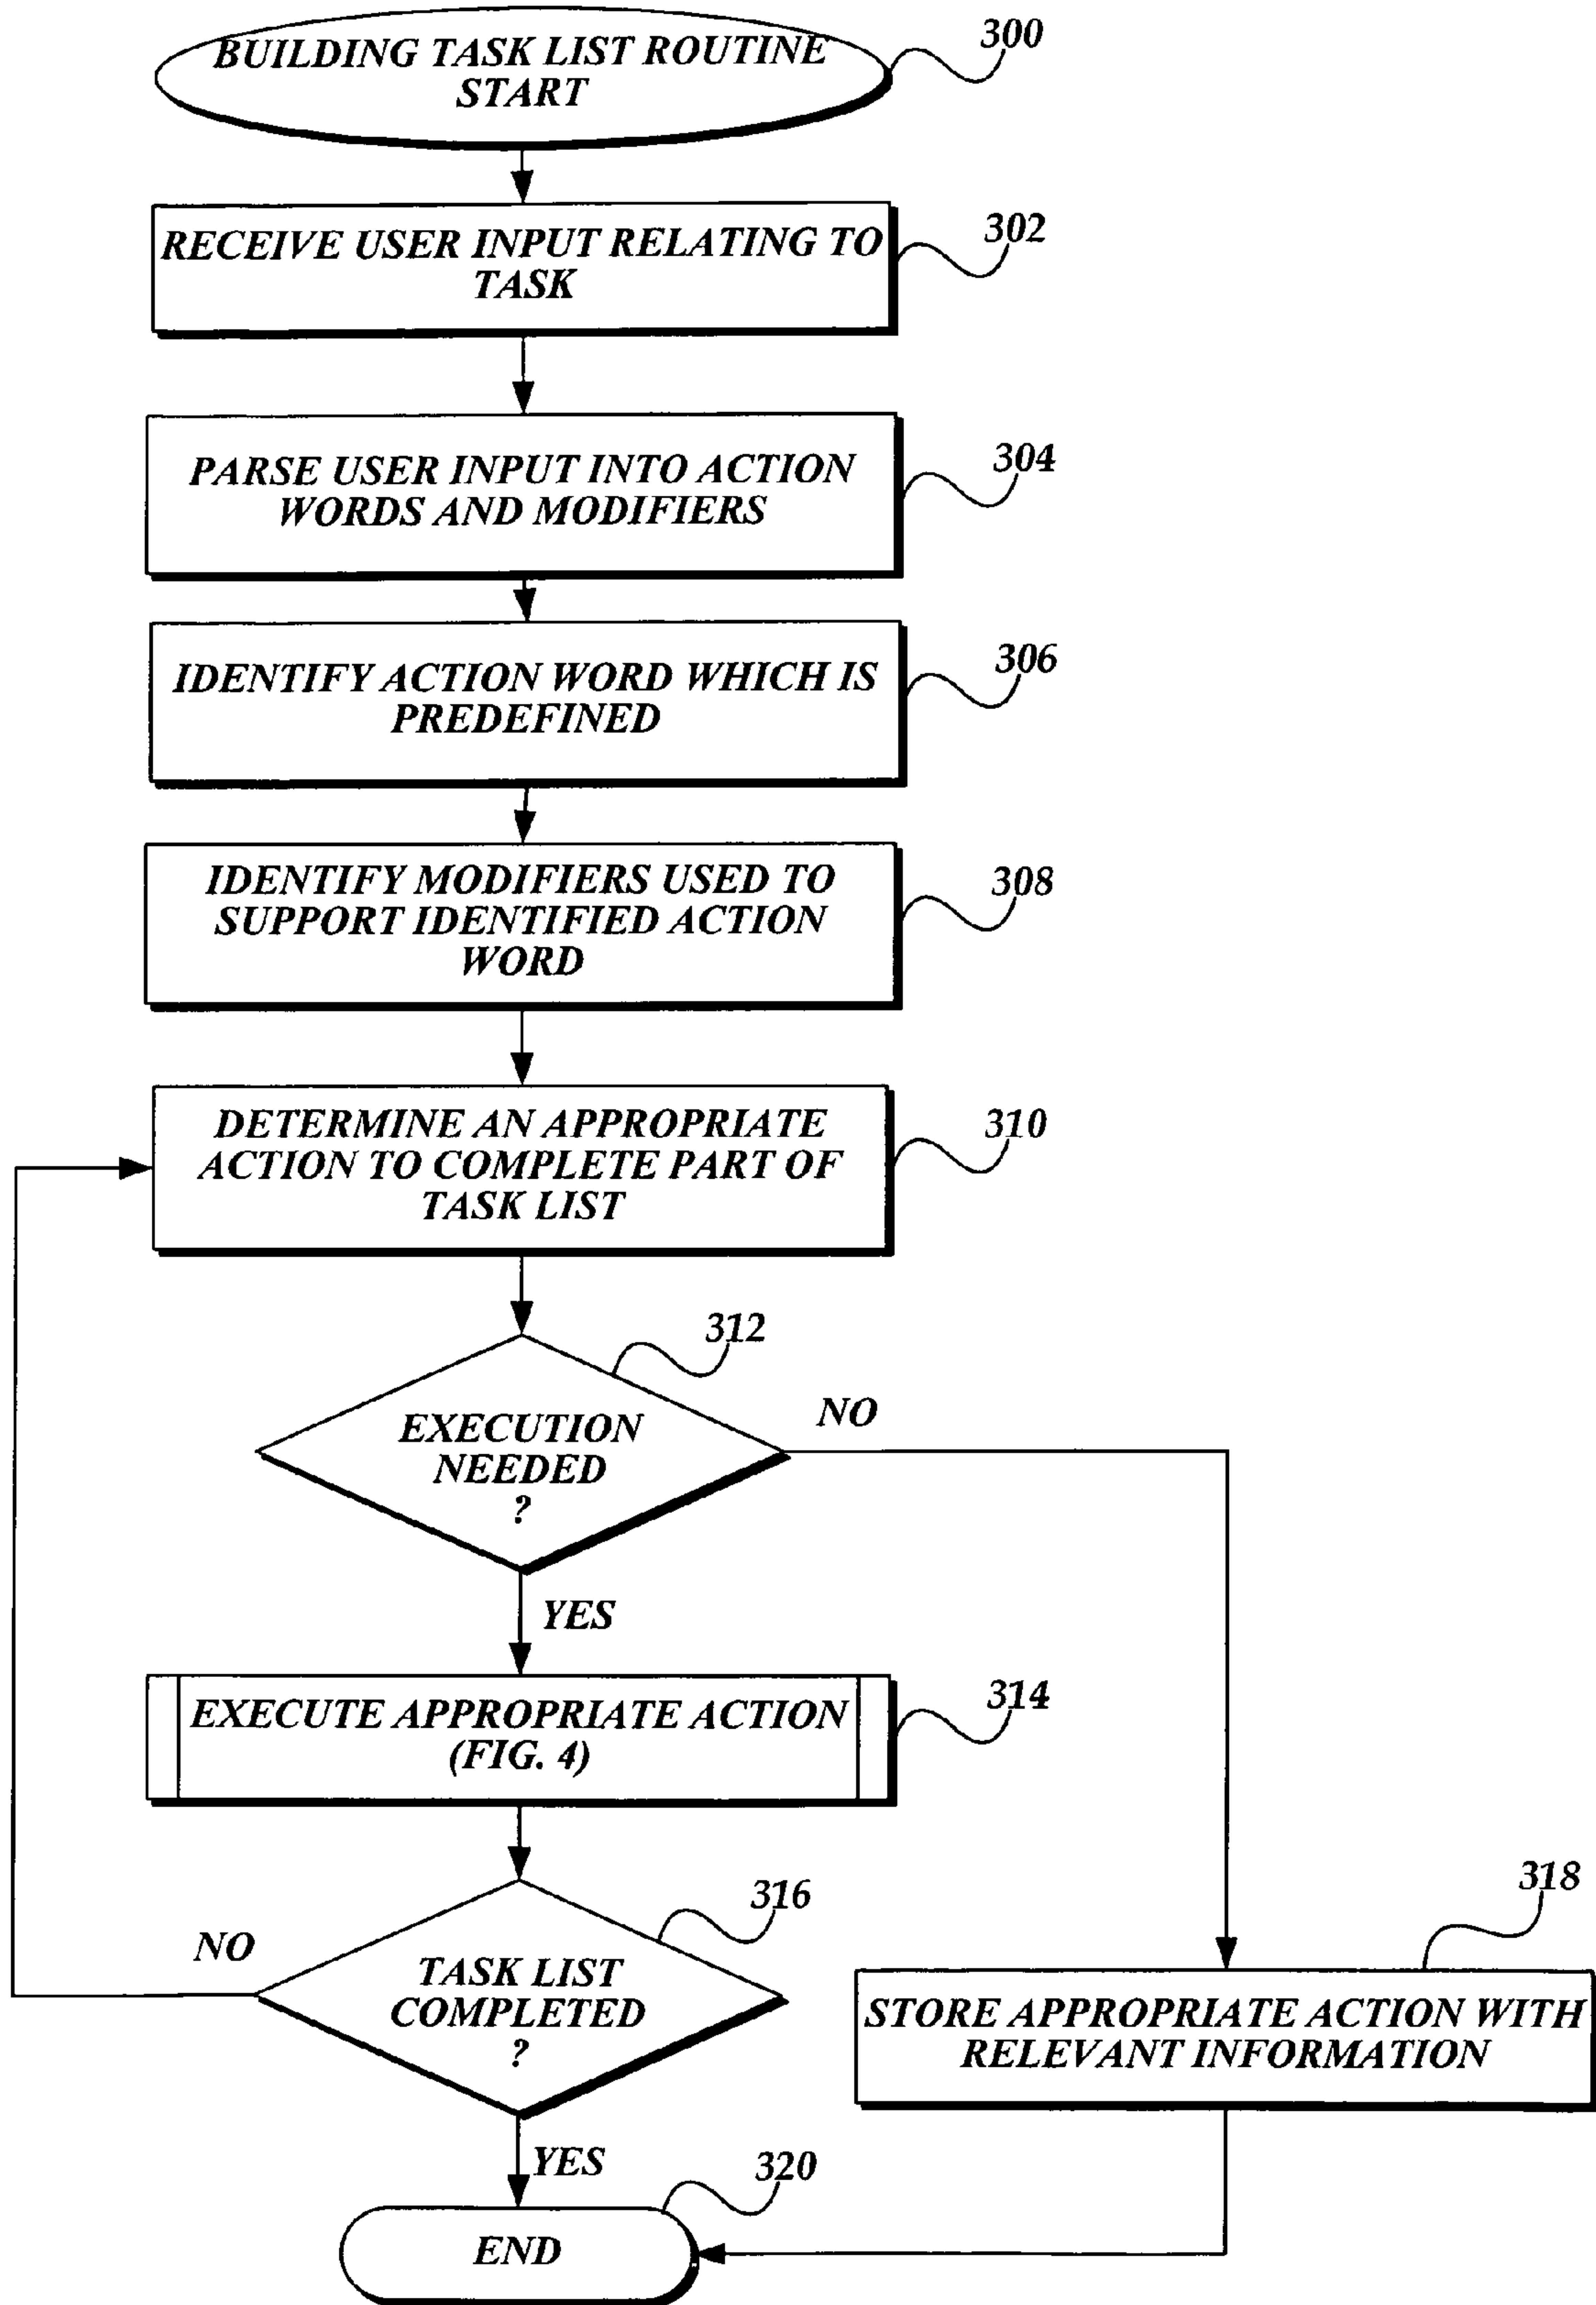 BUILDING TASK LIST ROUTINE
START
300
RECEIVE USER INPUT RELATING TO
TASK
302
PARSE USER INPUT INTO ACTION
WORDS AND MODIFIERS
304
IDENTIFY ACTION WORD WHICH IS
PREDEFINED
306
IDENTIFY MODIFIERS USED TO
SUPPORT IDENTIFIED ACTION
WORD
308
DETERMINE AN APPROPRIATE
ACTION TO COMPLETE PART OF
TASK LIST
310
EXECUTION
NEEDED
?
312
NO
YES
EXECUTE APPROPRIATE ACTION
(FIG. 4)
314
TASK LIST
COMPLETED
?
316
NO
318
STORE APPROPRIATE ACTION WITH
RELEVANT INFORMATION
YES
320
END